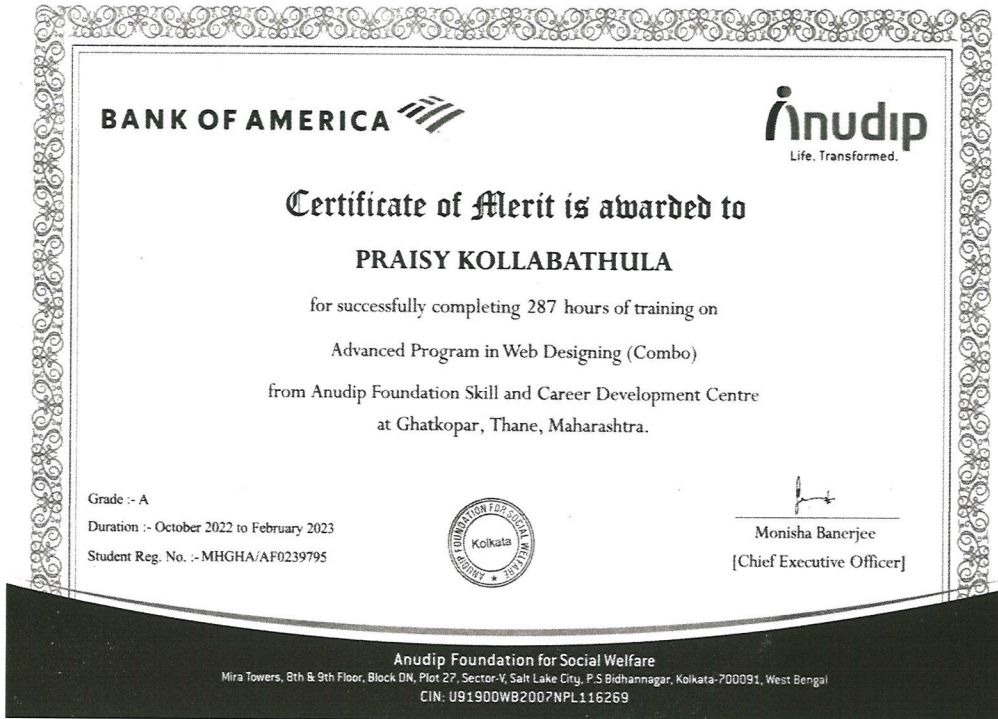 BANK OF AMERICA
Anudip
Life. Transformed.
Certificate of Merit is awarded to
PRAISY KOLLABATHULA
for successfully completing 287 hours of training on
Advanced Program in Web Designing (Combo)
from Anudip Foundation Skill and Career Development Centre
at Ghatkopar, Thane, Maharashtra.
Grade :- A
Duration :- October 2022 to February 2023
Student Reg. No. :- MHGHA/AF0239795
ANUDIP FOUNDATION FOR SOCIAL WELFARE
Kolkata
Monisha Banerjee
[Chief Executive Officer]
Anudip Foundation for Social Welfare
Mira Towers, 8th & 9th Floor, Block DN, Plot 27, Sector-V, Salt Lake City, P.S Bidhannagar, Kolkata-700091, West Bengal
CIN: U91900WB2007NPL116269